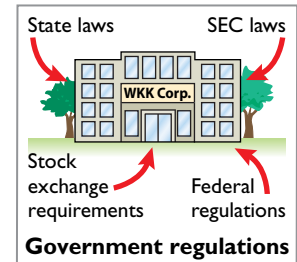 State laws
SEC laws
WKK Corp.
Stock
exchange
requirements
Federal
regulations
Government regulations